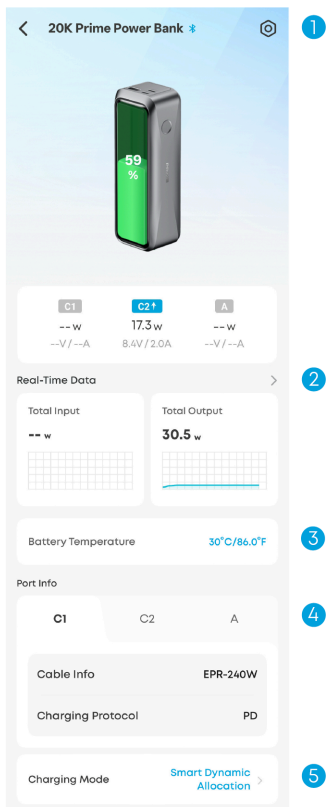 20K Prime Power Bank
1
59
%
C1 C2↑ A
-- w 17.3 w -- w
--V/--A 8.4V/2.0A --V/--A
Real-Time Data
2
Total Input Total Output
-- w 30.5 w
Battery Temperature 30°C/86.0°F
3
Port Info
C1 C2 A
4
Cable Info EPR-240W
Charging Protocol PD
Charging Mode Smart Dynamic
Allocation
5